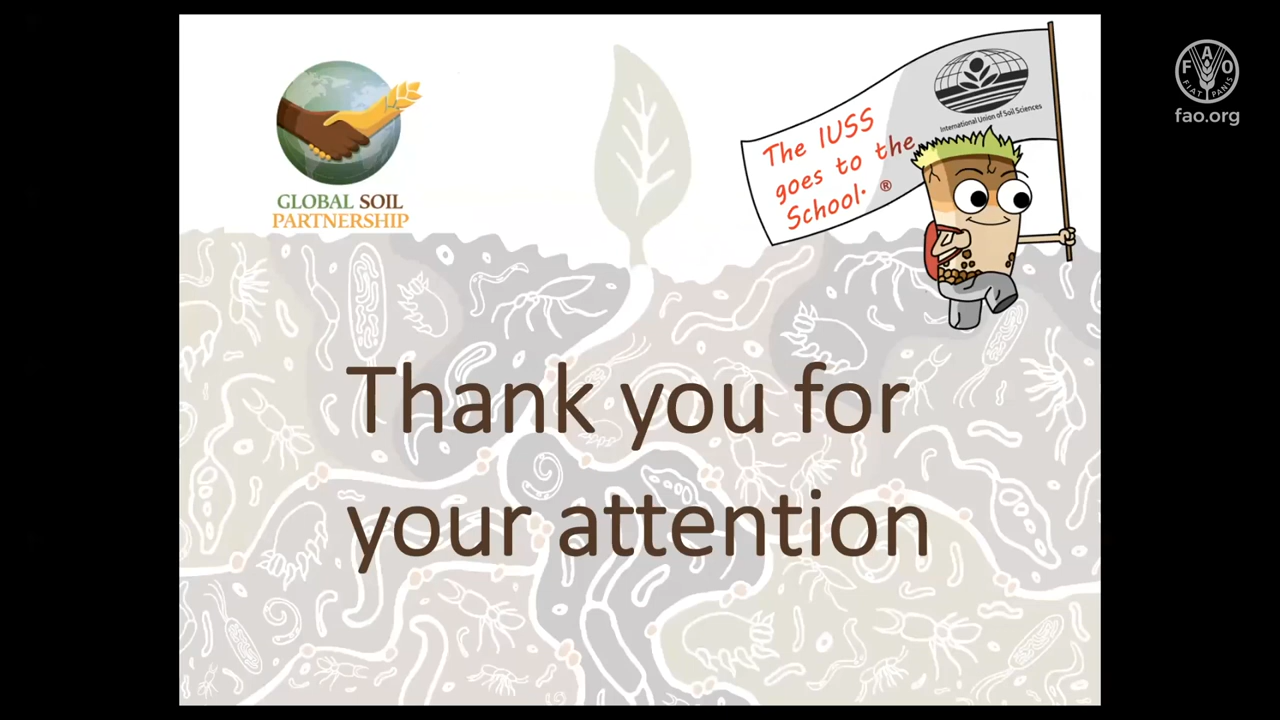 GLOBAL SOIL
PARTNERSHIP
International Union of Soil Sciences
The IUSS
goes to the
School. ®
F A O
FIAT PANIS
fao.org
Thank you for
your attention